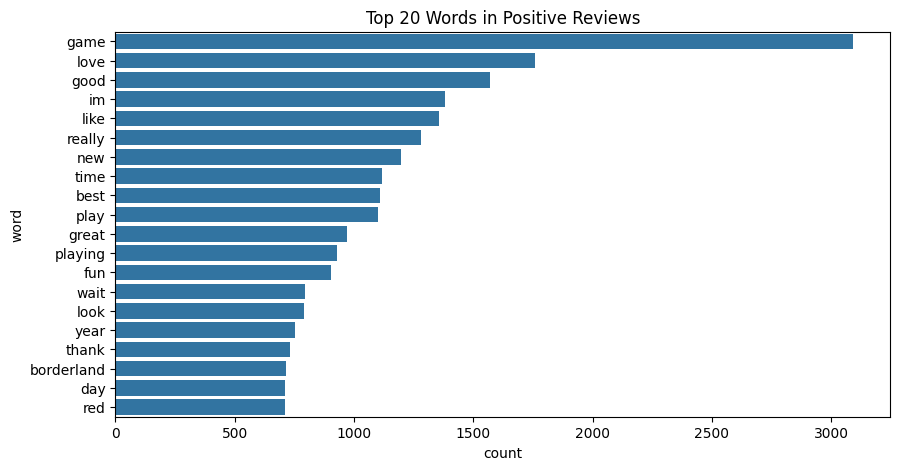 Top 20 Words in Positive Reviews
game
love
good
im
like
really
new
time
best
play
great
playing
fun
wait
look
year
thank
borderland
day
red
word
0 500 1000 1500 2000 2500 3000
count